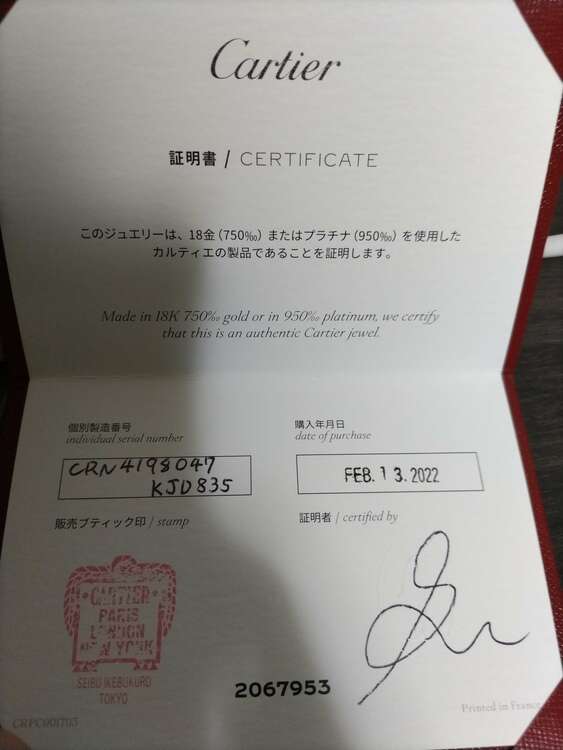 Cartier
証明書 / CERTIFICATE
このジュエリーは、18金（750‰）またはプラチナ（950‰）を使用した
カルティエの製品であることを証明します。
Made in 18K 750‰ gold or in 950‰ platinum, we certify
that this is an authentic Cartier jewel.
個別製造番号
individual serial number
CRN4198047
KJD835
購入年月日
date of purchase
FEB. 13. 2022
販売ブティック印 / stamp
証明者 / certified by
CARTIER
PARIS
LONDON
NEW YORK
SEIBU IKEBUKURO
TOKYO
2067953
CRPC001703
Printed in France